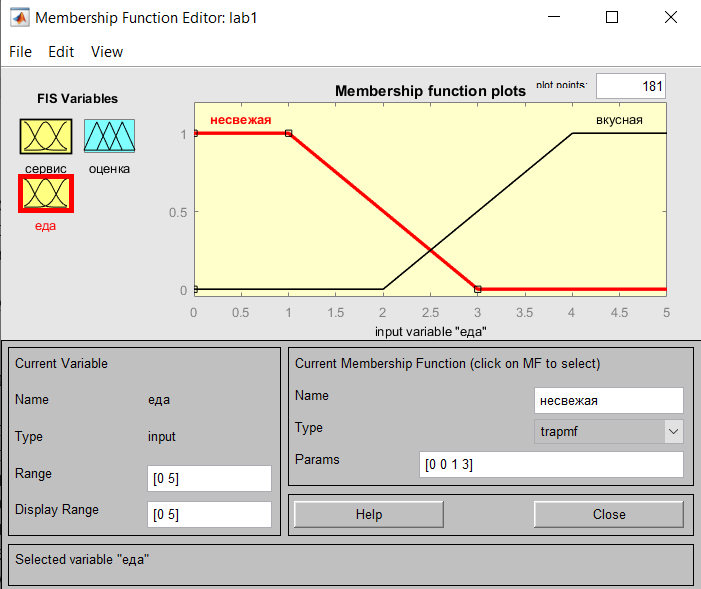 Membership Function Editor: lab1
File Edit View
FIS Variables
сервис оценка
еда
Membership function plots
plot points: 181
несвежая вкусная
1
0.5
0
0 0.5 1 1.5 2 2.5 3 3.5 4 4.5 5
input variable "еда"
Current Variable
Name еда
Type input
Range [0 5]
Display Range [0 5]
Current Membership Function (click on MF to select)
Name несвежая
Type trapmf
Params [0 0 1 3]
Help Close
Selected variable "еда"